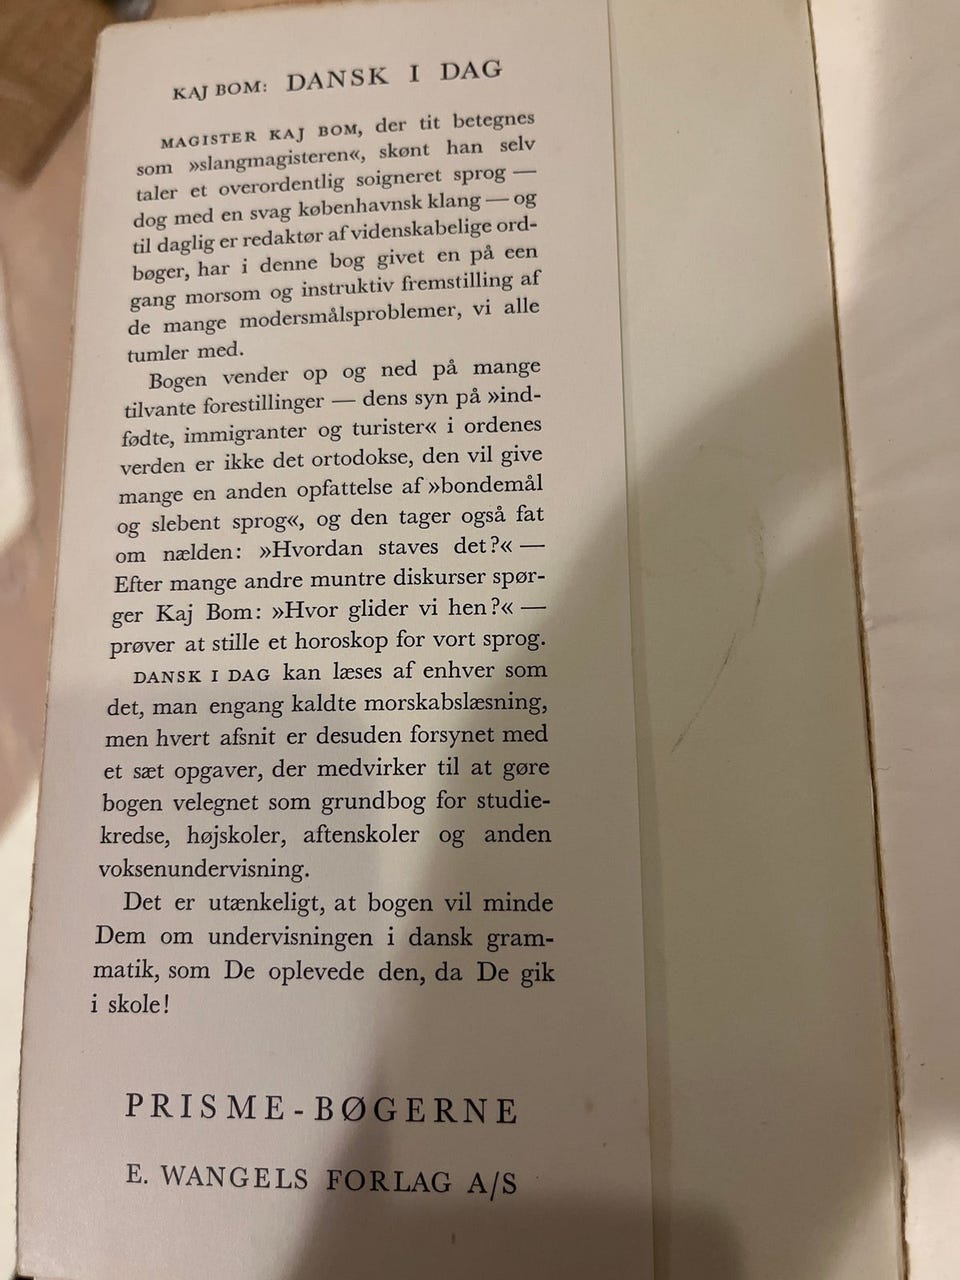 KAJ BOM: DANSK I DAG
MAGISTER KAJ BOM, der tit betegnes
som »slangmagisteren«, skønt han selv
taler et overordentlig soigneret sprog —
dog med en svag københavnsk klang — og
til daglig er redaktør af videnskabelige ord-
bøger, har i denne bog givet en på een
gang morsom og instruktiv fremstilling af
de mange modersmålsproblemer, vi alle
tumler med.
Bogen vender op og ned på mange
tilvante forestillinger — dens syn på »ind-
fødte, immigranter og turister« i ordenes
verden er ikke det ortodokse, den vil give
mange en anden opfattelse af »bondemål
og slebent sprog«, og den tager også fat
om nælden: »Hvordan staves det?« —
Efter mange andre muntre diskurser spør-
ger Kaj Bom: »Hvor glider vi hen?« —
prøver at stille et horoskop for vort sprog.
DANSK I DAG kan læses af enhver som
det, man engang kaldte morskabslæsning,
men hvert afsnit er desuden forsynet med
et sæt opgaver, der medvirker til at gøre
bogen velegnet som grundbog for studie-
kredse, højskoler, aftenskoler og anden
voksenundervisning.
Det er utænkeligt, at bogen vil minde
Dem om undervisningen i dansk gram-
matik, som De oplevede den, da De gik
i skole!
PRISME-BØGERNE
E. WANGELS FORLAG A/S